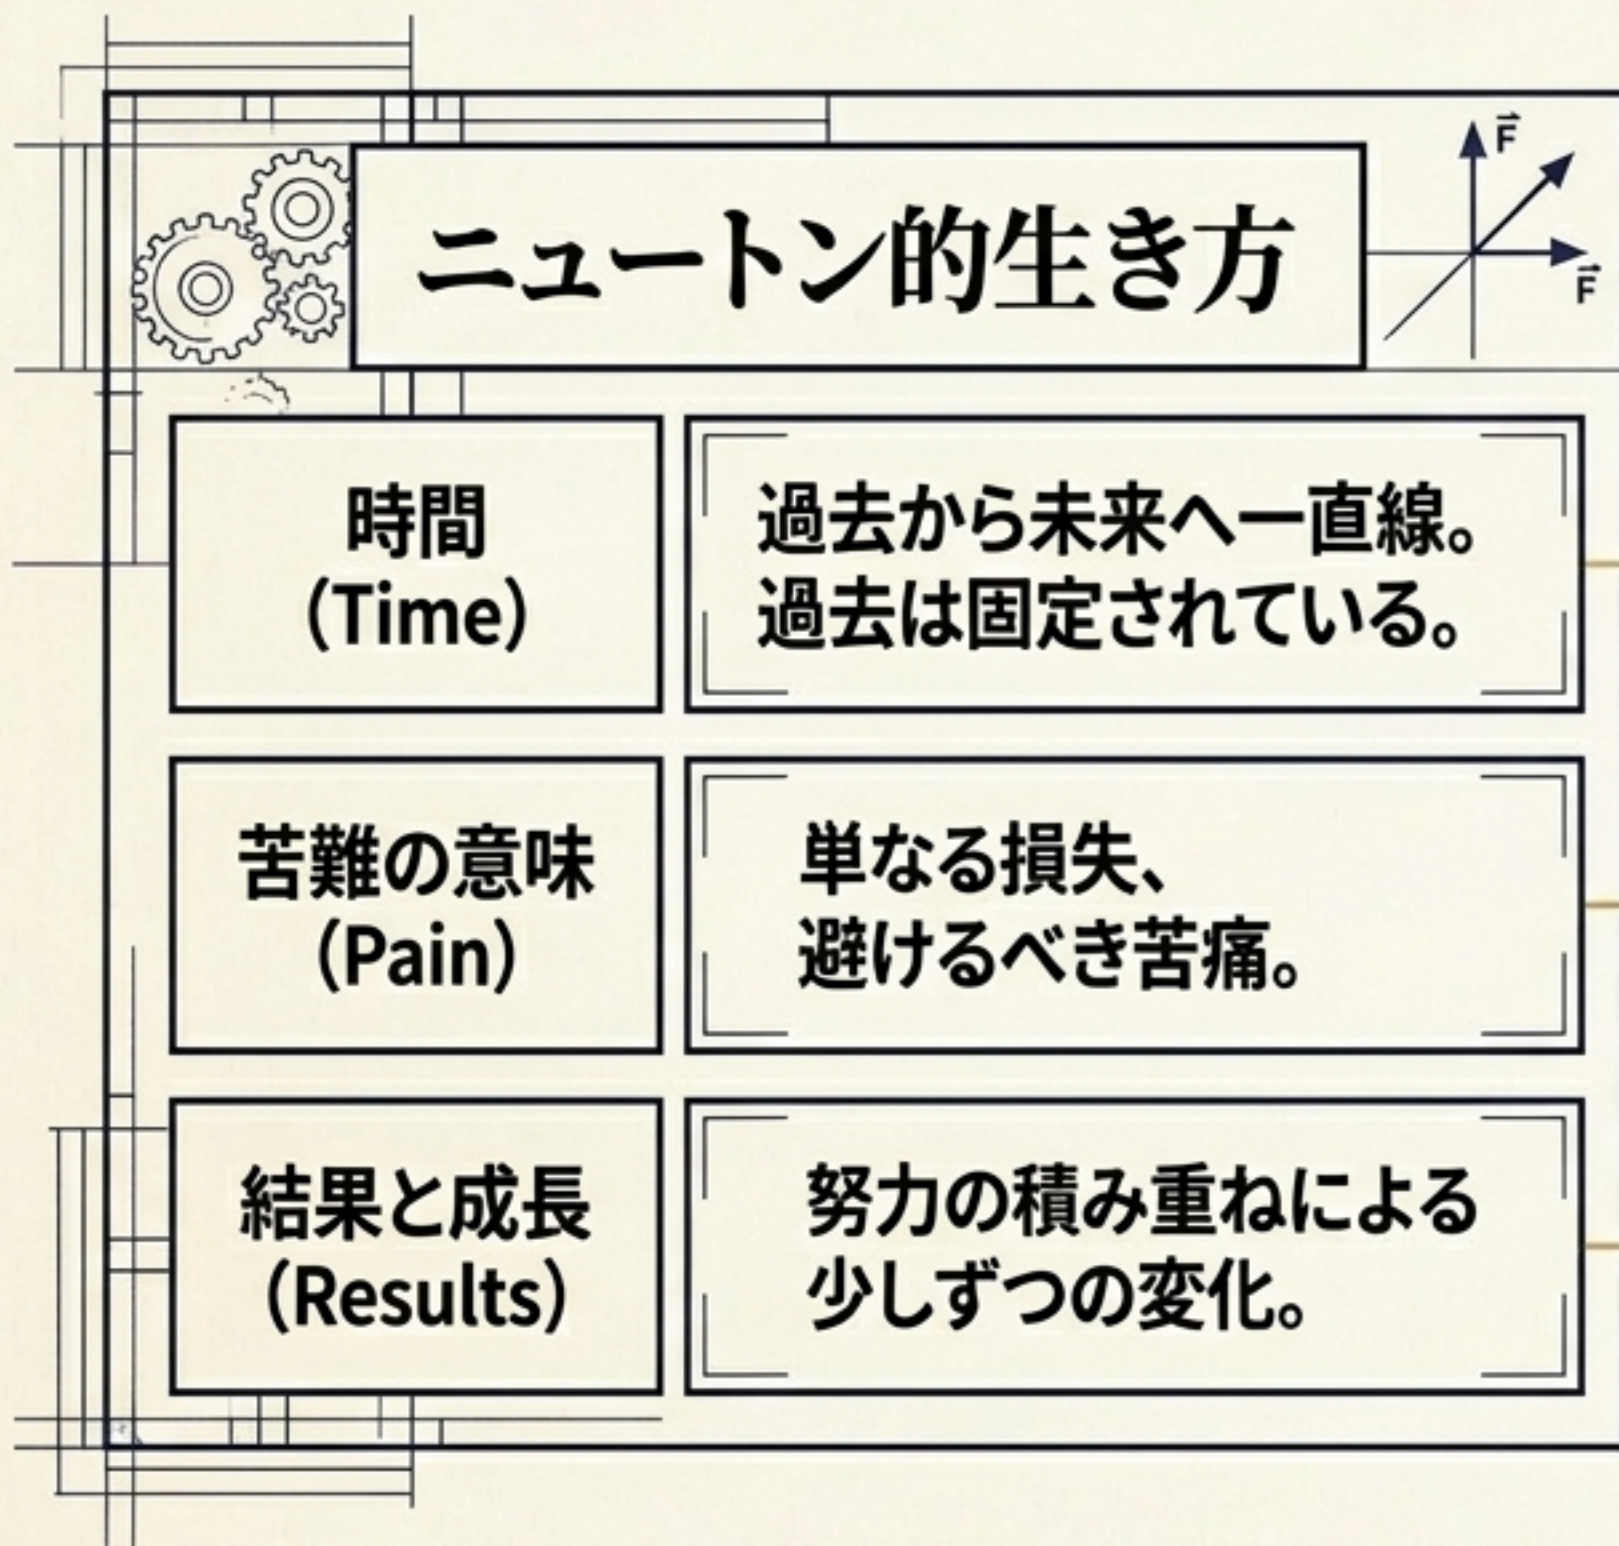 ニュートン的生き方
F
F
時間
(Time)
過去から未来へ一直線。
過去は固定されている。
苦難の意味
(Pain)
単なる損失、
避けるべき苦痛。
結果と成長
(Results)
努力の積み重ねによる
少しずつの変化。